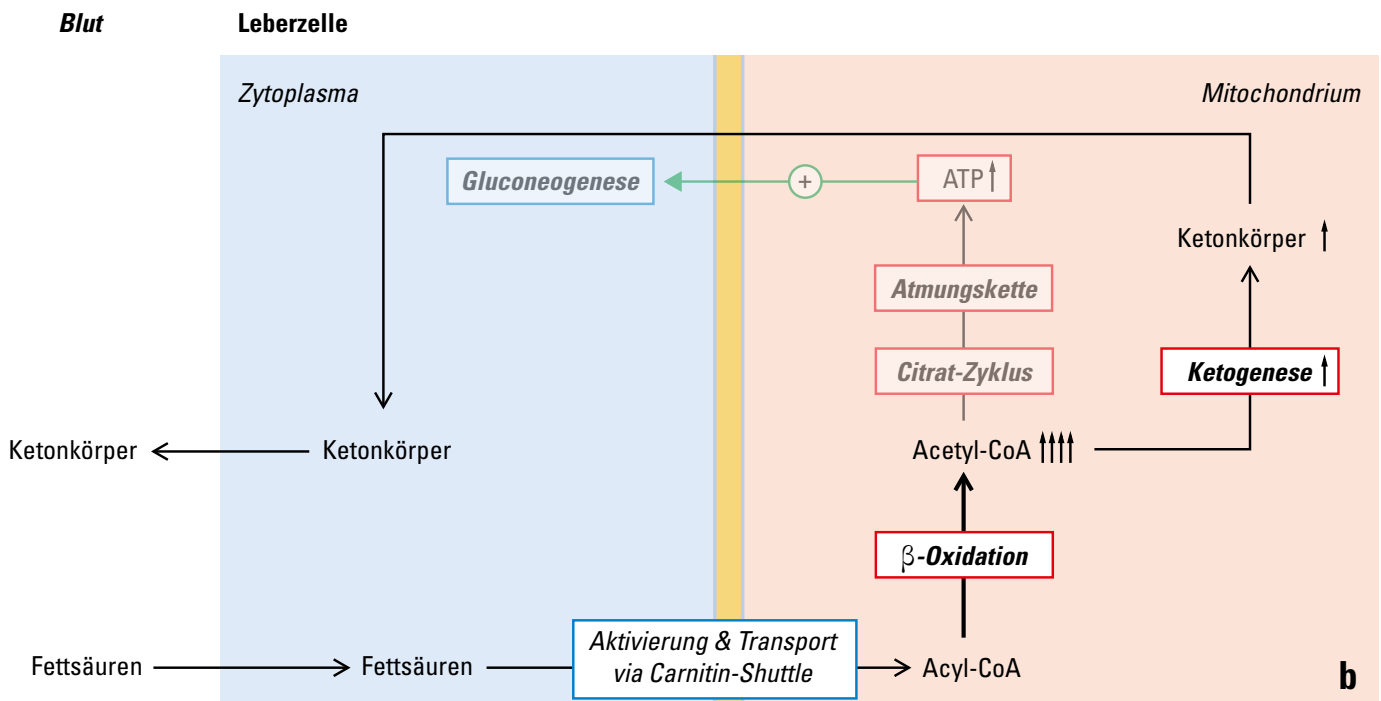 Blut
Leberzelle
Zytoplasma
Mitochondrium
Gluconeogenese
+
ATP
Ketonkörper
Atmungskette
Citrat-Zyklus
Ketogenese
Ketonkörper
Ketonkörper
Acetyl-CoA
β-Oxidation
Fettsäuren
Fettsäuren
Aktivierung & Transport
via Carnitin-Shuttle
Acyl-CoA
b